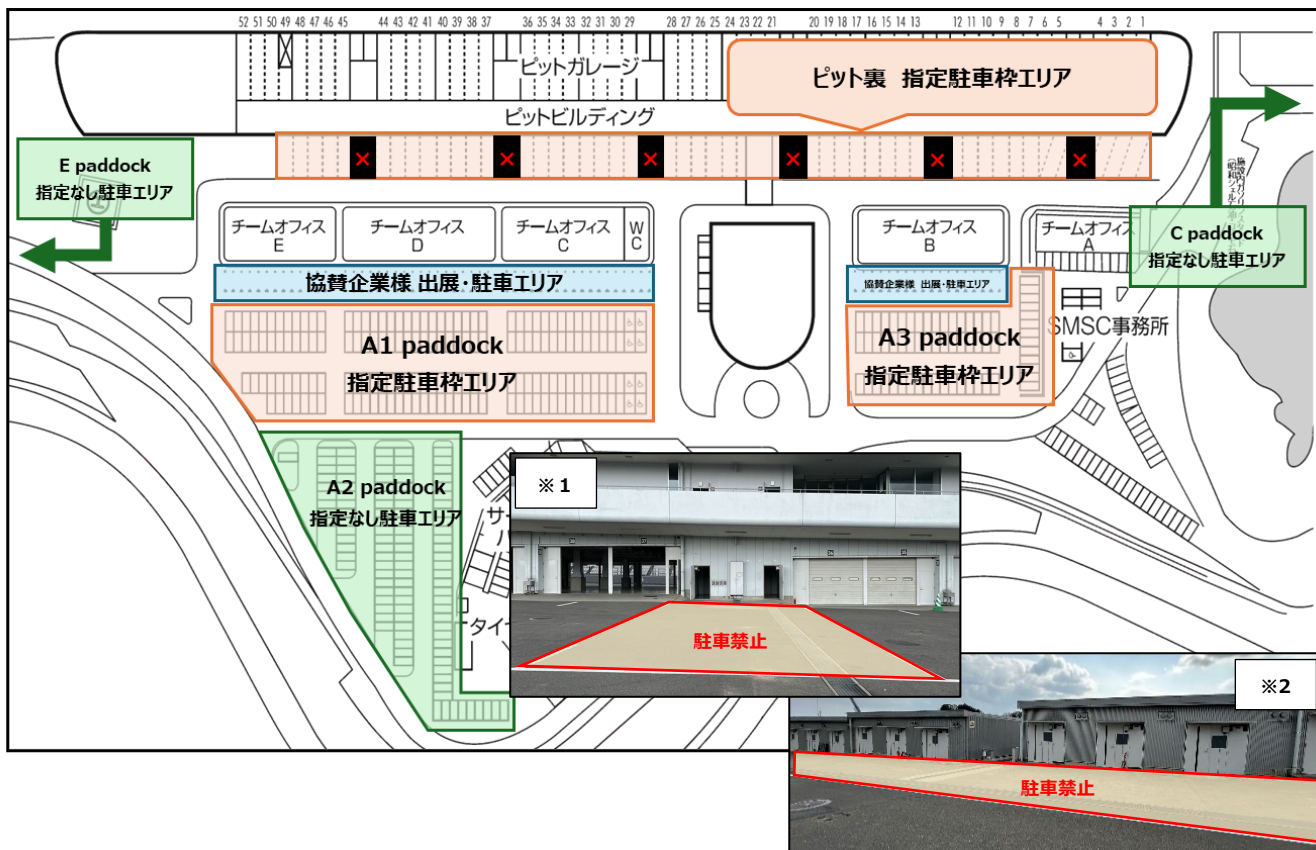 52 51 50 49 48 47 46 45 44 43 42 41 40 39 38 37 36 35 34 33 32 31 30 29 28 27 26 25 24 23 22 21 20 19 18 17 16 15 14 13 12 11 10 9 8 7 6 5 4 3 2 1
ピットガレージ
ピット裏 指定駐車枠エリア
ピットビルディング
E paddock
指定なし駐車エリア
C paddock
指定なし駐車エリア
チームオフィス
E
チームオフィス
D
チームオフィス
C
W
C
チームオフィス
B
チームオフィス
A
協賛企業様 出展・駐車エリア
協賛企業様 出展・駐車エリア
A1 paddock
指定駐車枠エリア
A3 paddock
指定駐車枠エリア
SMSC事務所
A2 paddock
指定なし駐車エリア
サー
タイ
※1
駐車禁止
※2
駐車禁止